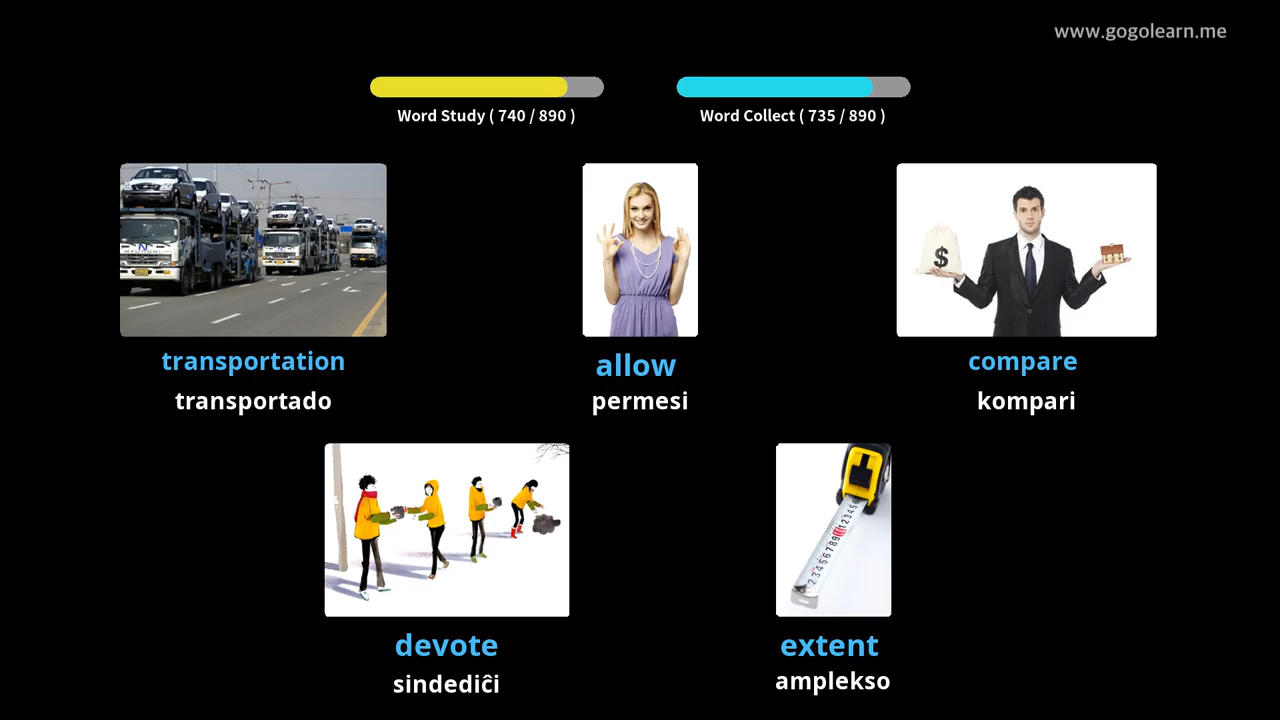 www.gogolearn.me
Word Study ( 740 / 890 )
Word Collect ( 735 / 890 )
$
transportation
transportado
allow
permesi
compare
kompari
devote
sindediĉi
extent
amplekso